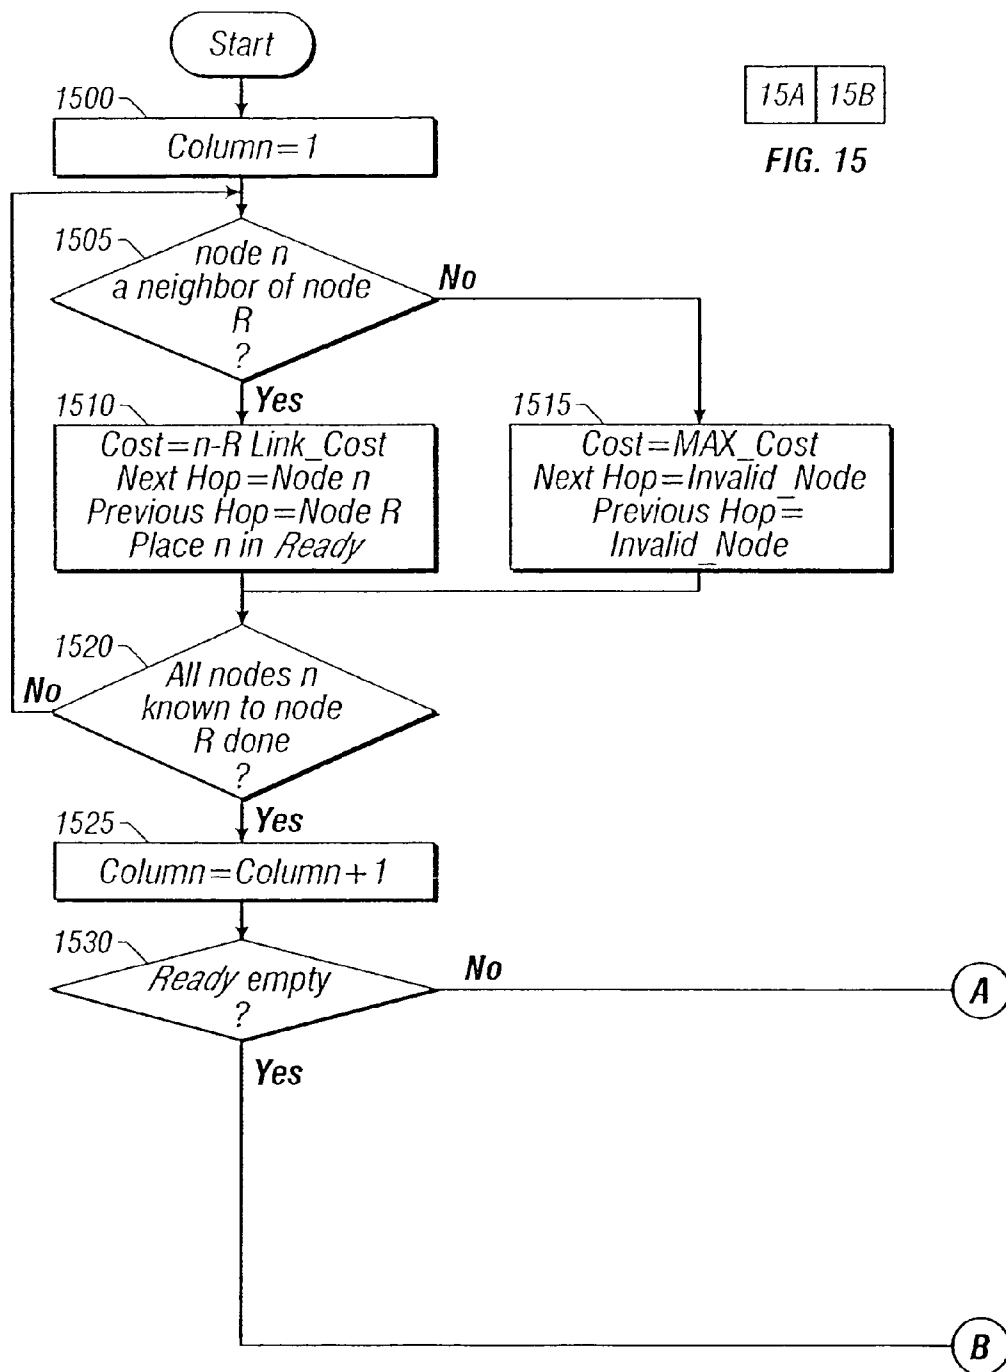 Start
15A 15B
FIG. 15
1500
Column=1
1505
node n
a neighbor of node
R
?
No
Yes
1510
Cost=n-R Link_Cost
Next Hop=Node n
Previous Hop=Node R
Place n in Ready
1515
Cost=MAX_Cost
Next Hop=Invalid_Node
Previous Hop=
Invalid_Node
1520
All nodes n
known to node
R done
?
No
Yes
1525
Column=Column+1
1530
Ready empty
?
No
A
Yes
B